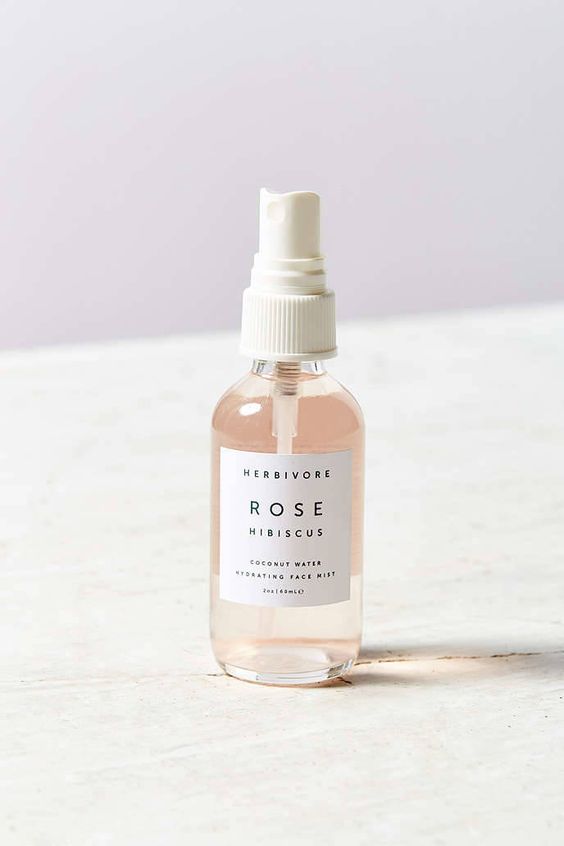 HERBIVORE
ROSE
HIBISCUS
COCONUT WATER
HYDRATING FACE MIST
2oz | 60mL℮